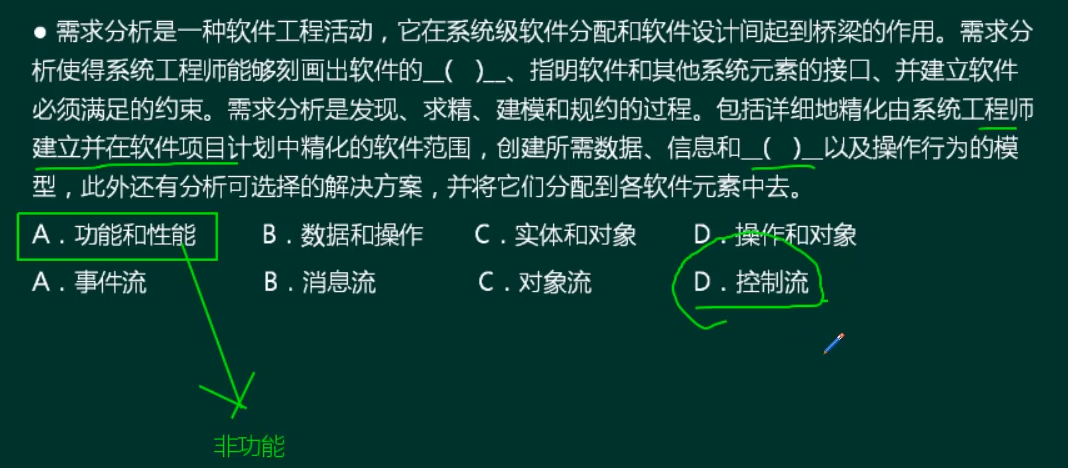 ● 需求分析是一种软件工程活动，它在系统级软件分配和软件设计间起到桥梁的作用。需求分
析使得系统工程师能够刻画出软件的__(  )__、指明软件和其他系统元素的接口、并建立软件
必须满足的约束。需求分析是发现、求精、建模和规约的过程。包括详细地精化由系统工程师
建立并在软件项目计划中精化的软件范围，创建所需数据、信息和__(  )__以及操作行为的模
型，此外还有分析可选择的解决方案，并将它们分配到各软件元素中去。
A．功能和性能 B．数据和操作 C．实体和对象 D．操作和对象
A．事件流 B．消息流 C．对象流 D．控制流
非功能